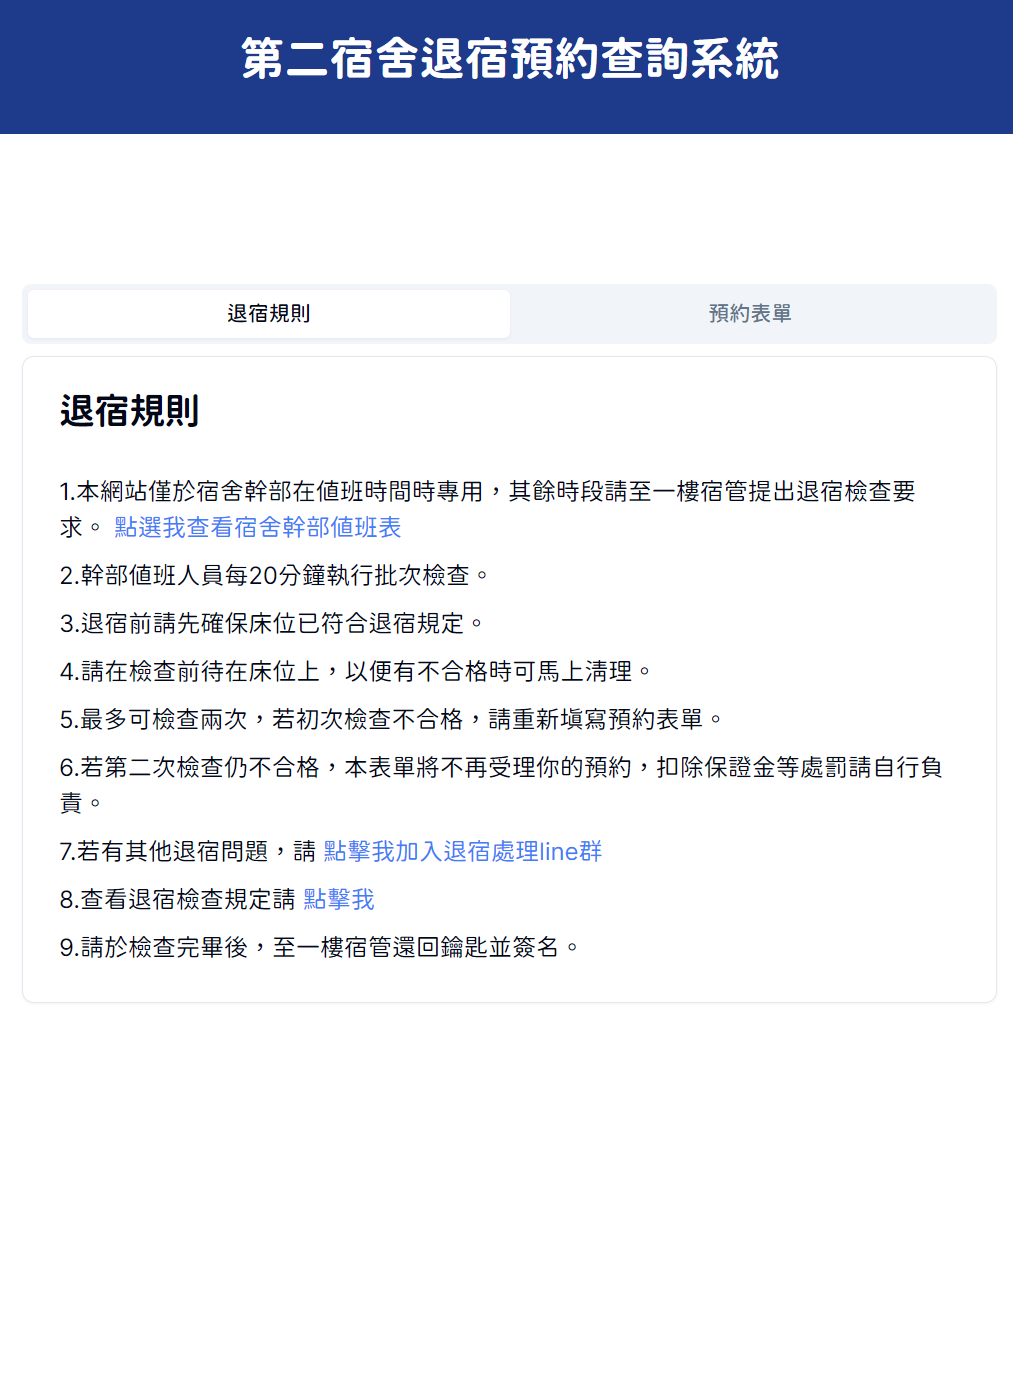 第二宿舍退宿預約查詢系統
退宿規則
預約表單
退宿規則
1.本網站僅於宿舍幹部在值班時間時專用，其餘時段請至一樓宿管提出退宿檢查要
求。 點選我查看宿舍幹部值班表
2.幹部值班人員每20分鐘執行批次檢查。
3.退宿前請先確保床位已符合退宿規定。
4.請在檢查前待在床位上，以便有不合格時可馬上清理。
5.最多可檢查兩次，若初次檢查不合格，請重新填寫預約表單。
6.若第二次檢查仍不合格，本表單將不再受理你的預約，扣除保證金等處罰請自行負
責。
7.若有其他退宿問題，請 點擊我加入退宿處理line群
8.查看退宿檢查規定請 點擊我
9.請於檢查完畢後，至一樓宿管還回鑰匙並簽名。